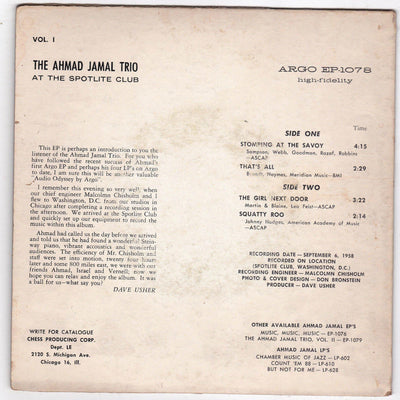 VOL. I
THE AHMAD JAMAL TRIO
AT THE SPOTLITE CLUB
ARGO EP-1078
high-fidelity
This EP is perhaps an introduction to you the
listener of the Ahmad Jamal Trio. For you who
have followed the recent success of Ahmad's
first Argo EP and perhaps his four LP's on Argo
to date, I am sure this will be another valuable
"Audio Odyssey by Argo".
I remember this evening so very well, when
our chief engineer Malcolm Chisholm and I
flew to Washington, D.C. from our studios in
Chicago after completing a recording session in
the afternoon. We arrived at the Spotlite Club and
quickly set up our equipment to record the
music within this album.
Ahmad had called us the day before we arrived
and told us that he had found a wonderful Stein-
way piano, vibrant acoustics and wonderful
audiences. The efficiency of Mr. Chisholm and
staff were set into motion, twenty four hours
later and some 800 miles east, we were with our
friends Ahmad, Israel and Vernell; now we
hope you can relax and enjoy the album. It was
a ball for us—what say you?
DAVE USHER
WRITE FOR CATALOGUE
CHESS PRODUCING CORP.
Dept. LE
2120 S. Michigan Ave.
Chicago 16, Ill.
SIDE ONE
Time
STOMPING AT THE SAVOY 4:15
Sampson, Webb, Goodman, Razaf, Robbins
—ASCAP
THAT'S ALL 2:29
Haymes, Meridian Music—BMI
SIDE TWO
THE GIRL NEXT DOOR 3:22
Martin & Blaine, Leo Feist—ASCAP
SQUATTY ROO 2:14
Johnny Hodges, American Academy of Music
—ASCAP
RECORDING DATE — SEPTEMBER 6, 1958
RECORDED ON LOCATION
(SPOTLITE CLUB, WASHINGTON, D.C.)
RECORDING ENGINEER — MALCOLM CHISHOLM
PHOTO & COVER DESIGN — DON BRONSTEIN
PRODUCER — DAVE USHER
OTHER AVAILABLE AHMAD JAMAL EP'S
MUSIC, MUSIC, MUSIC — EP-1076
THE AHMAD JAMAL TRIO, VOL. II — EP-1079
AHMAD JAMAL LP'S
CHAMBER MUSIC OF JAZZ — LP-602
COUNT 'EM 88 — LP-610
BUT NOT FOR ME — LP-628